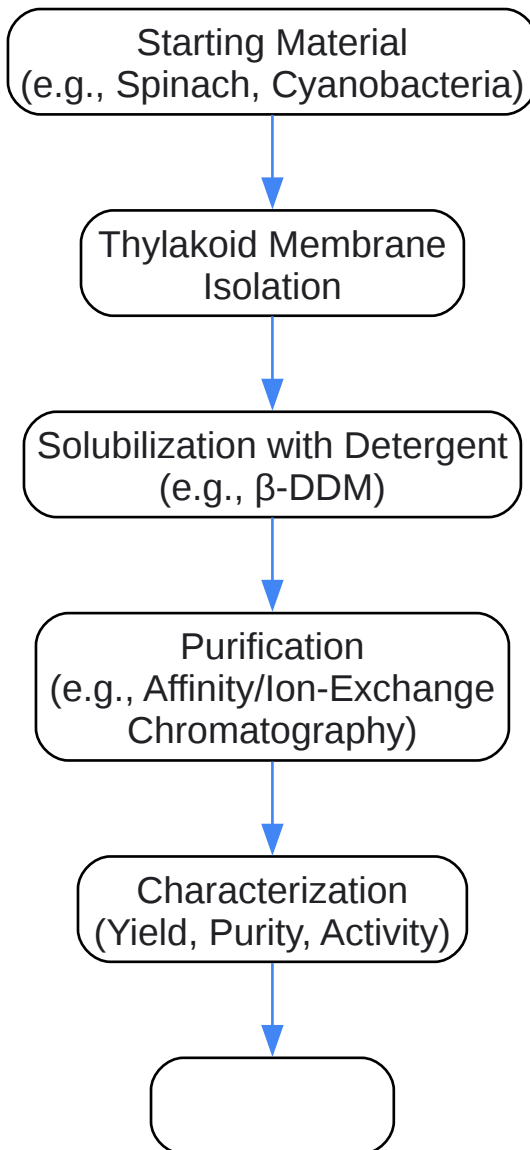 Starting Material
(e.g., Spinach, Cyanobacteria)
Thylakoid Membrane
Isolation
Solubilization with Detergent
(e.g., β-DDM)
Purification
(e.g., Affinity/Ion-Exchange
Chromatography)
Characterization
(Yield, Purity, Activity)